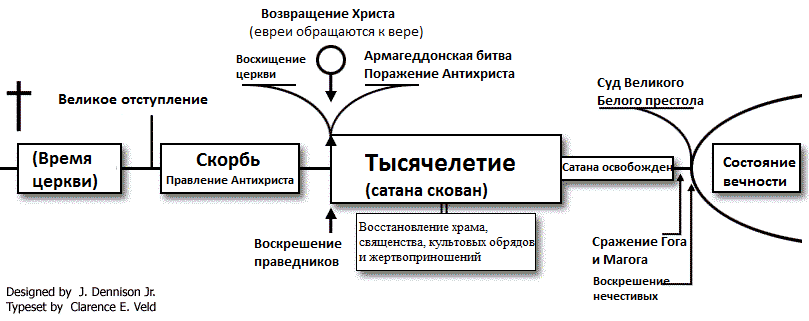 Возвращение Христа
(евреи обращаются к вере)
Восхищение
церкви
Армагеддонская битва
Поражение Антихриста
Великое отступление
Суд Великого
Белого престола
(Время
церкви)
Скорбь
Правление Антихриста
Тысячелетие
(сатана скован)
Сатана освобожден
Состояние
вечности
Воскрешение
праведников
Восстановление храма,
священства, культовых обрядов
и жертвоприношений
Сражение Гога
и Магога
Воскрешение
нечестивых
Designed by J. Dennison Jr.
Typeset by Clarence E. Veld